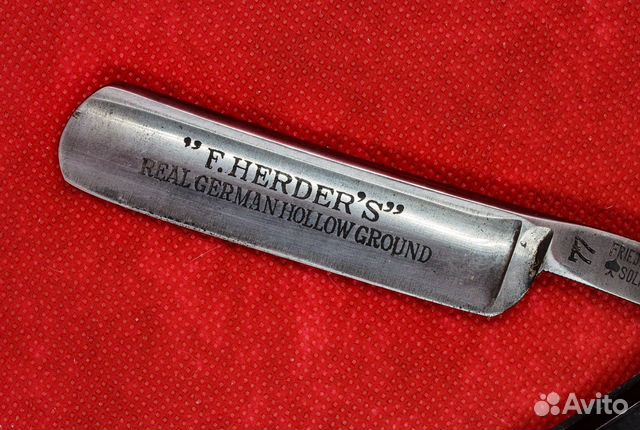 "F. HERDER'S"
REAL GERMAN HOLLOW GROUND
77
Avito